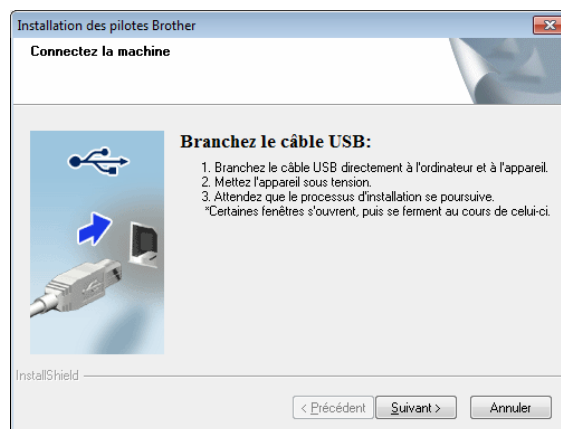 Installation des pilotes Brother
Connectez la machine
Branchez le câble USB:
1. Branchez le câble USB directement à l'ordinateur et à l'appareil.
2. Mettez l'appareil sous tension.
3. Attendez que le processus d'installation se poursuive.
*Certaines fenêtres s'ouvrent, puis se ferment au cours de celui-ci.
InstallShield
< Précédent Suivant > Annuler